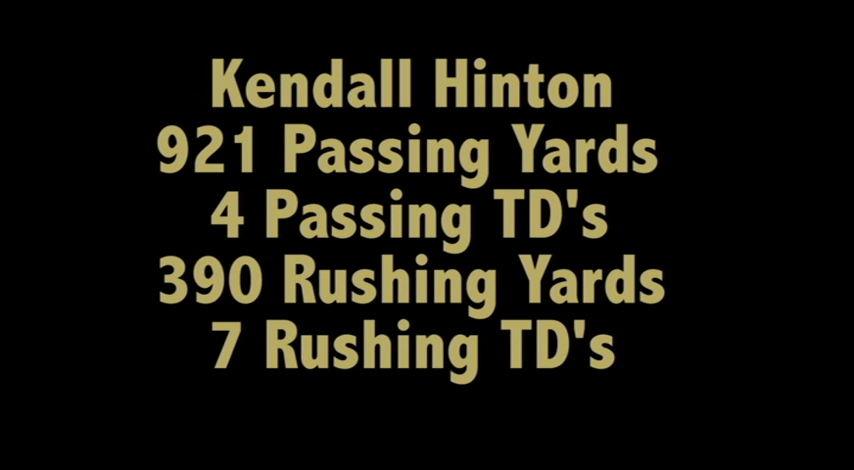 Kendall Hinton
921 Passing Yards
4 Passing TD's
390 Rushing Yards
7 Rushing TD's